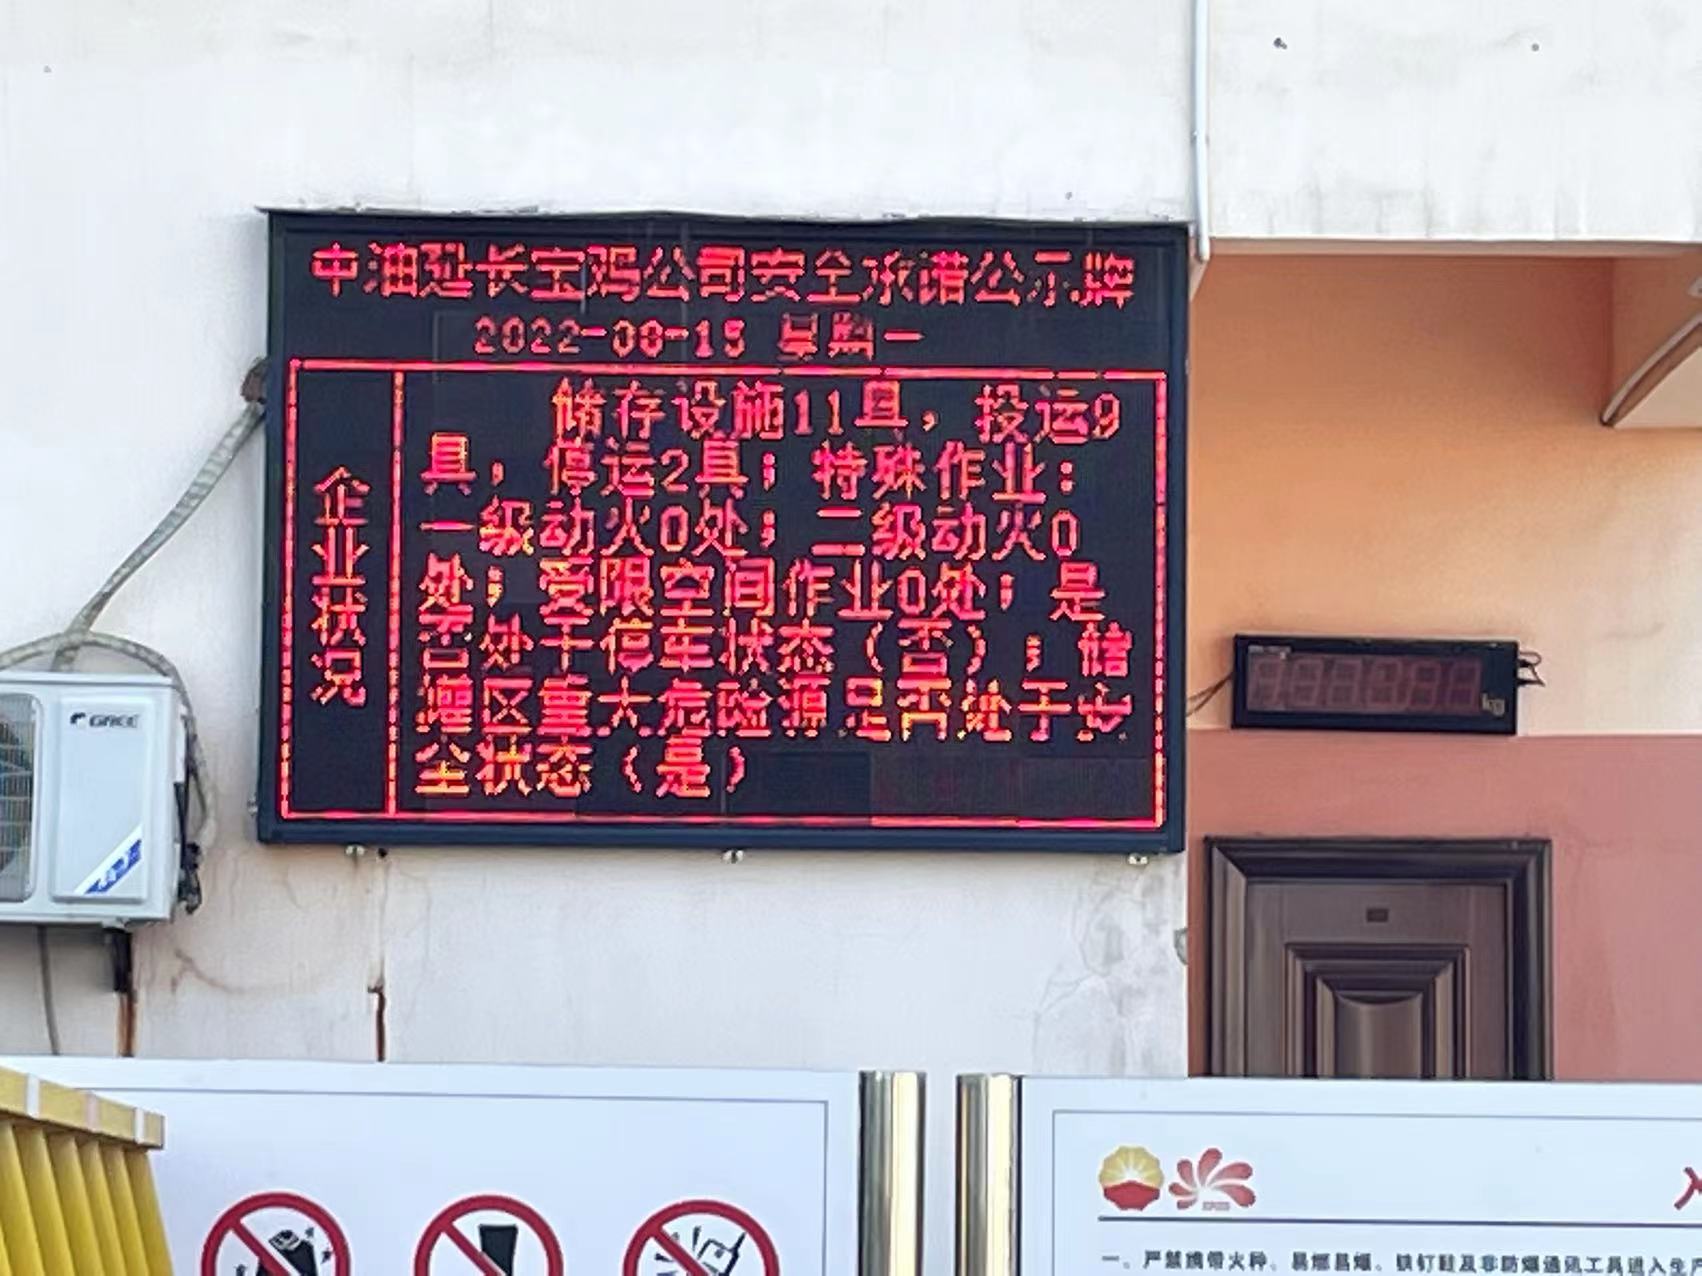 中油延长宝鸡公司安全承诺公示牌
2022-08-15 星期一
企业状况
储存设施11具，投运9
具，停运2具；特殊作业：
一级动火0处；二级动火0
处；受限空间作业0处；是
否处于停车状态（否）；储
罐区重大危险源是否处于安
全状态（是）
GREE
kg
一、严禁携带火种、易燃易爆、铁钉鞋及非防爆通讯工具进入生产